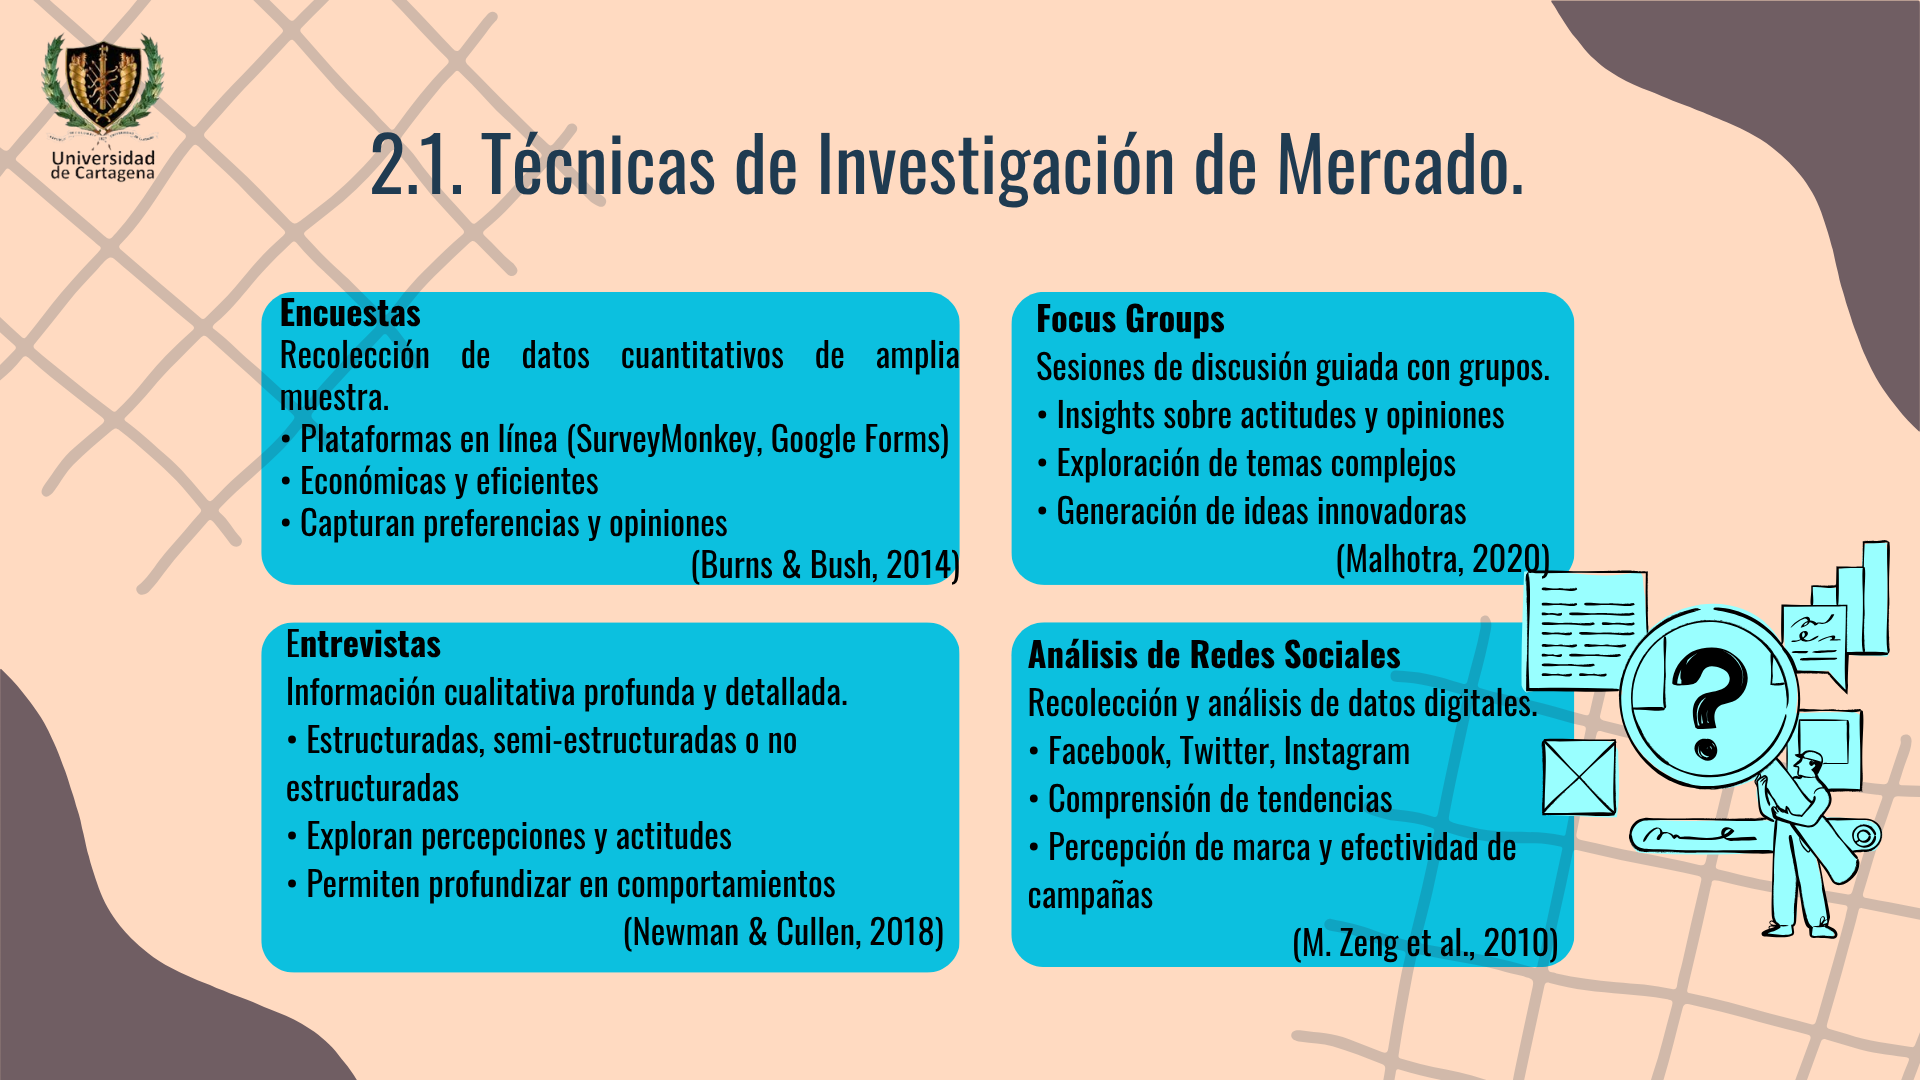 Universidad
de Cartagena
2.1. Técnicas de Investigación de Mercado.
Encuestas
Recolección de datos cuantitativos de amplia
muestra.
• Plataformas en línea (SurveyMonkey, Google Forms)
• Económicas y eficientes
• Capturan preferencias y opiniones
(Burns & Bush, 2014)
Focus Groups
Sesiones de discusión guiada con grupos.
• Insights sobre actitudes y opiniones
• Exploración de temas complejos
• Generación de ideas innovadoras
(Malhotra, 2020)
Entrevistas
Información cualitativa profunda y detallada.
• Estructuradas, semi-estructuradas o no
estructuradas
• Exploran percepciones y actitudes
• Permiten profundizar en comportamientos
(Newman & Cullen, 2018)
Análisis de Redes Sociales
Recolección y análisis de datos digitales.
• Facebook, Twitter, Instagram
• Comprensión de tendencias
• Percepción de marca y efectividad de
campañas
(M. Zeng et al., 2010)
?